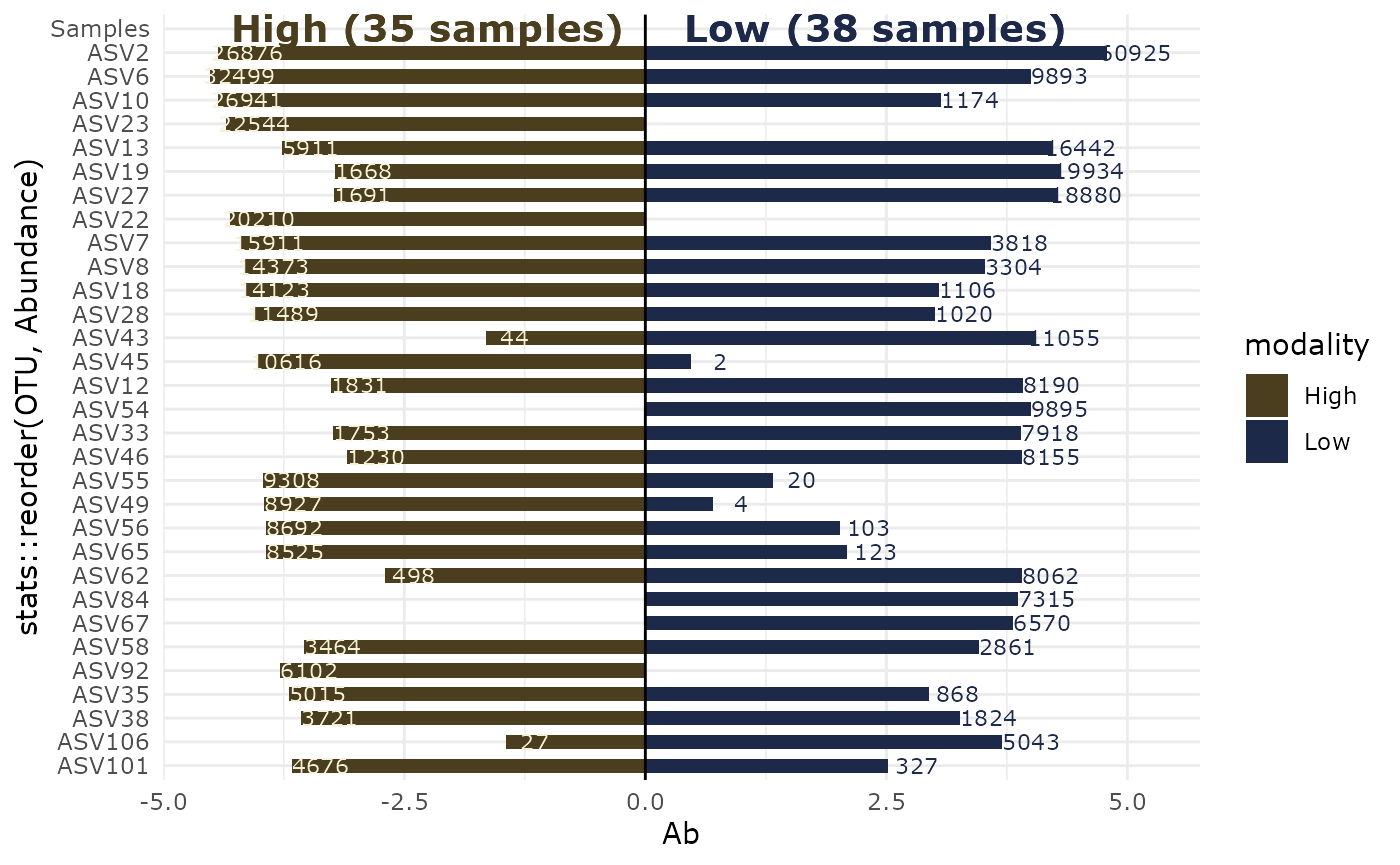 High (35 samples) Low (38 samples)
Samples
ASV2 26876 60925
ASV6 32499 9893
ASV10 26941 1174
ASV23 22544
ASV13 5911 16442
ASV19 1668 19934
ASV27 1691 18880
ASV22 20210
ASV7 15911 3818
ASV8 14373 3304
ASV18 14123 1106
ASV28 11489 1020
ASV43 44 11055
ASV45 10616 2
ASV12 1831 8190
ASV54 9895
ASV33 1753 7918
ASV46 1230 8155
ASV55 9308 20
ASV49 8927 4
ASV56 8692 103
ASV65 8525 123
ASV62 498 8062
ASV84 7315
ASV67 6570
ASV58 3464 2861
ASV92 6102
ASV35 5015 868
ASV38 3721 1824
ASV106 27 5043
ASV101 4676 327
-5.0 -2.5 0.0 2.5 5.0
Ab
stats::reorder(OTU, Abundance)
modality
High
Low